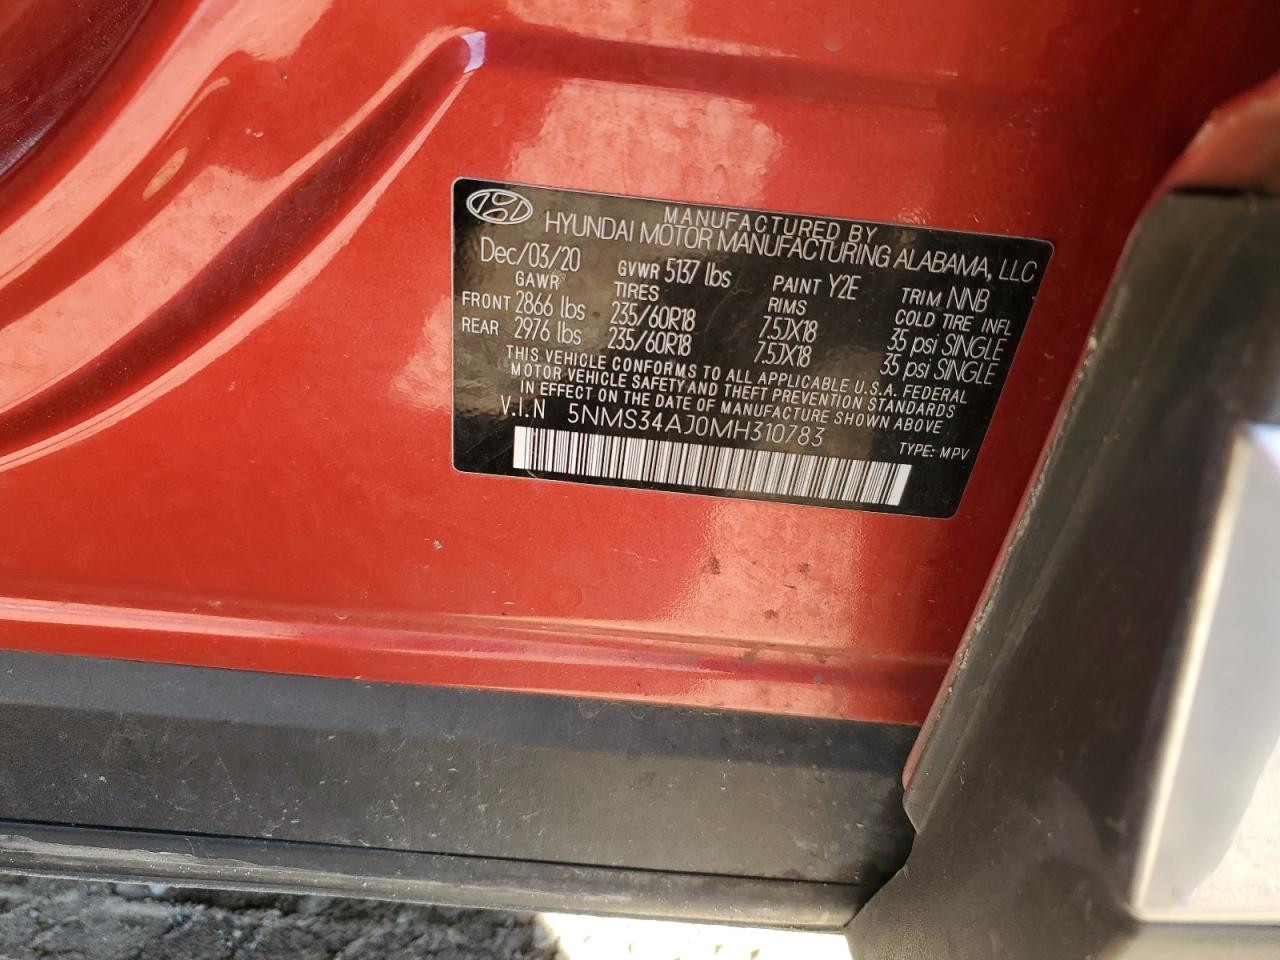 MANUFACTURED BY
HYUNDAI MOTOR MANUFACTURING ALABAMA, LLC
Dec/03/20 GVWR 5137 lbs PAINT Y2E TRIM NNB
GAWR TIRES RIMS COLD TIRE INFL
FRONT 2866 lbs 235/60R18 7.5JX18 35 psi SINGLE
REAR 2976 lbs 235/60R18 7.5JX18 35 psi SINGLE
THIS VEHICLE CONFORMS TO ALL APPLICABLE U.S.A. FEDERAL
MOTOR VEHICLE SAFETY AND THEFT PREVENTION STANDARDS
IN EFFECT ON THE DATE OF MANUFACTURE SHOWN ABOVE
V.I.N 5NMS34AJ0MH310783
TYPE: MPV